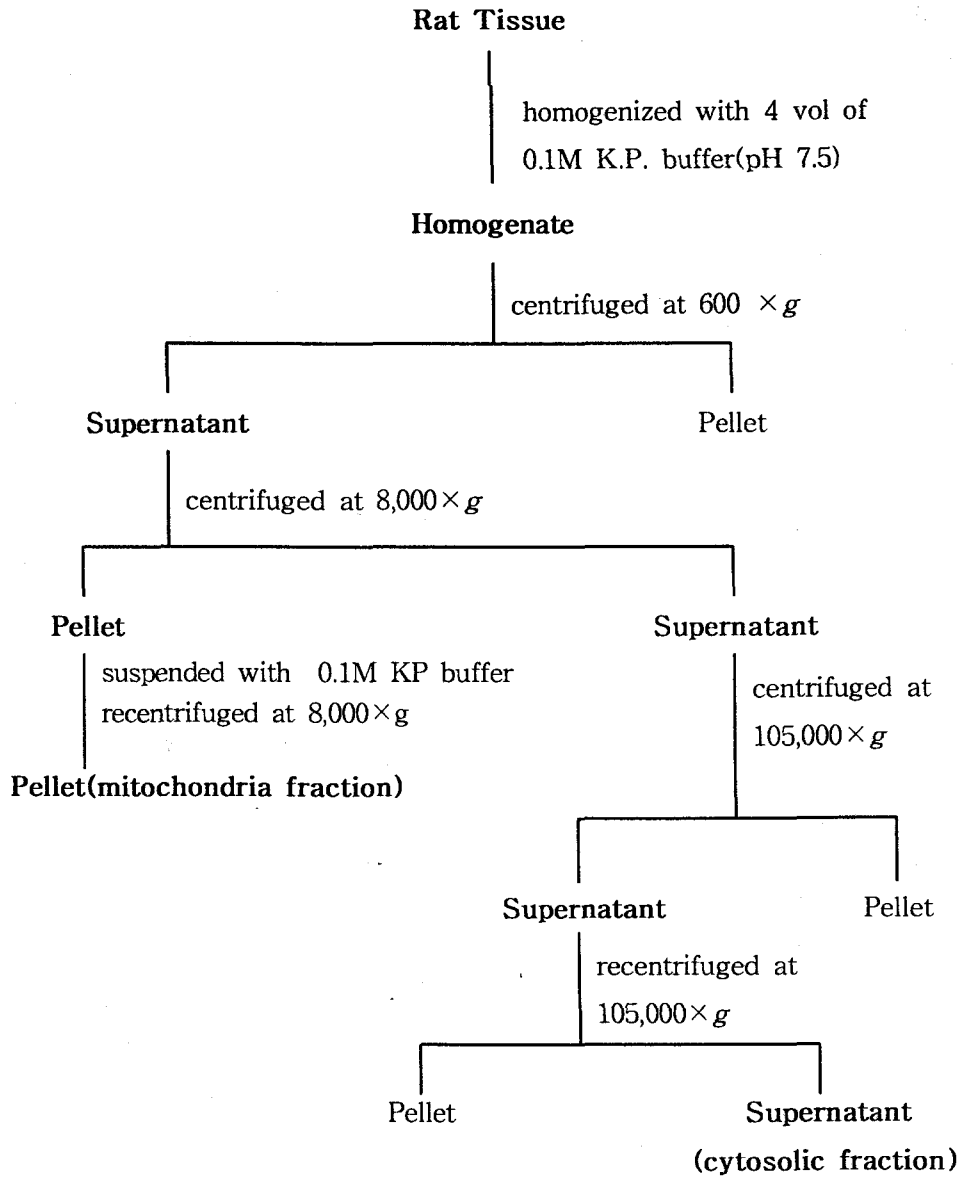 Rat Tissue
homogenized with 4 vol of
0.1M K.P. buffer(pH 7.5)
Homogenate
centrifuged at 600 ×g
Supernatant
Pellet
centrifuged at 8,000×g
Pellet
Supernatant
suspended with 0.1M KP buffer
recentrifuged at 8,000×g
centrifuged at
105,000×g
Pellet(mitochondria fraction)
Supernatant
Pellet
recentrifuged at
105,000×g
Pellet
Supernatant
(cytosolic fraction)